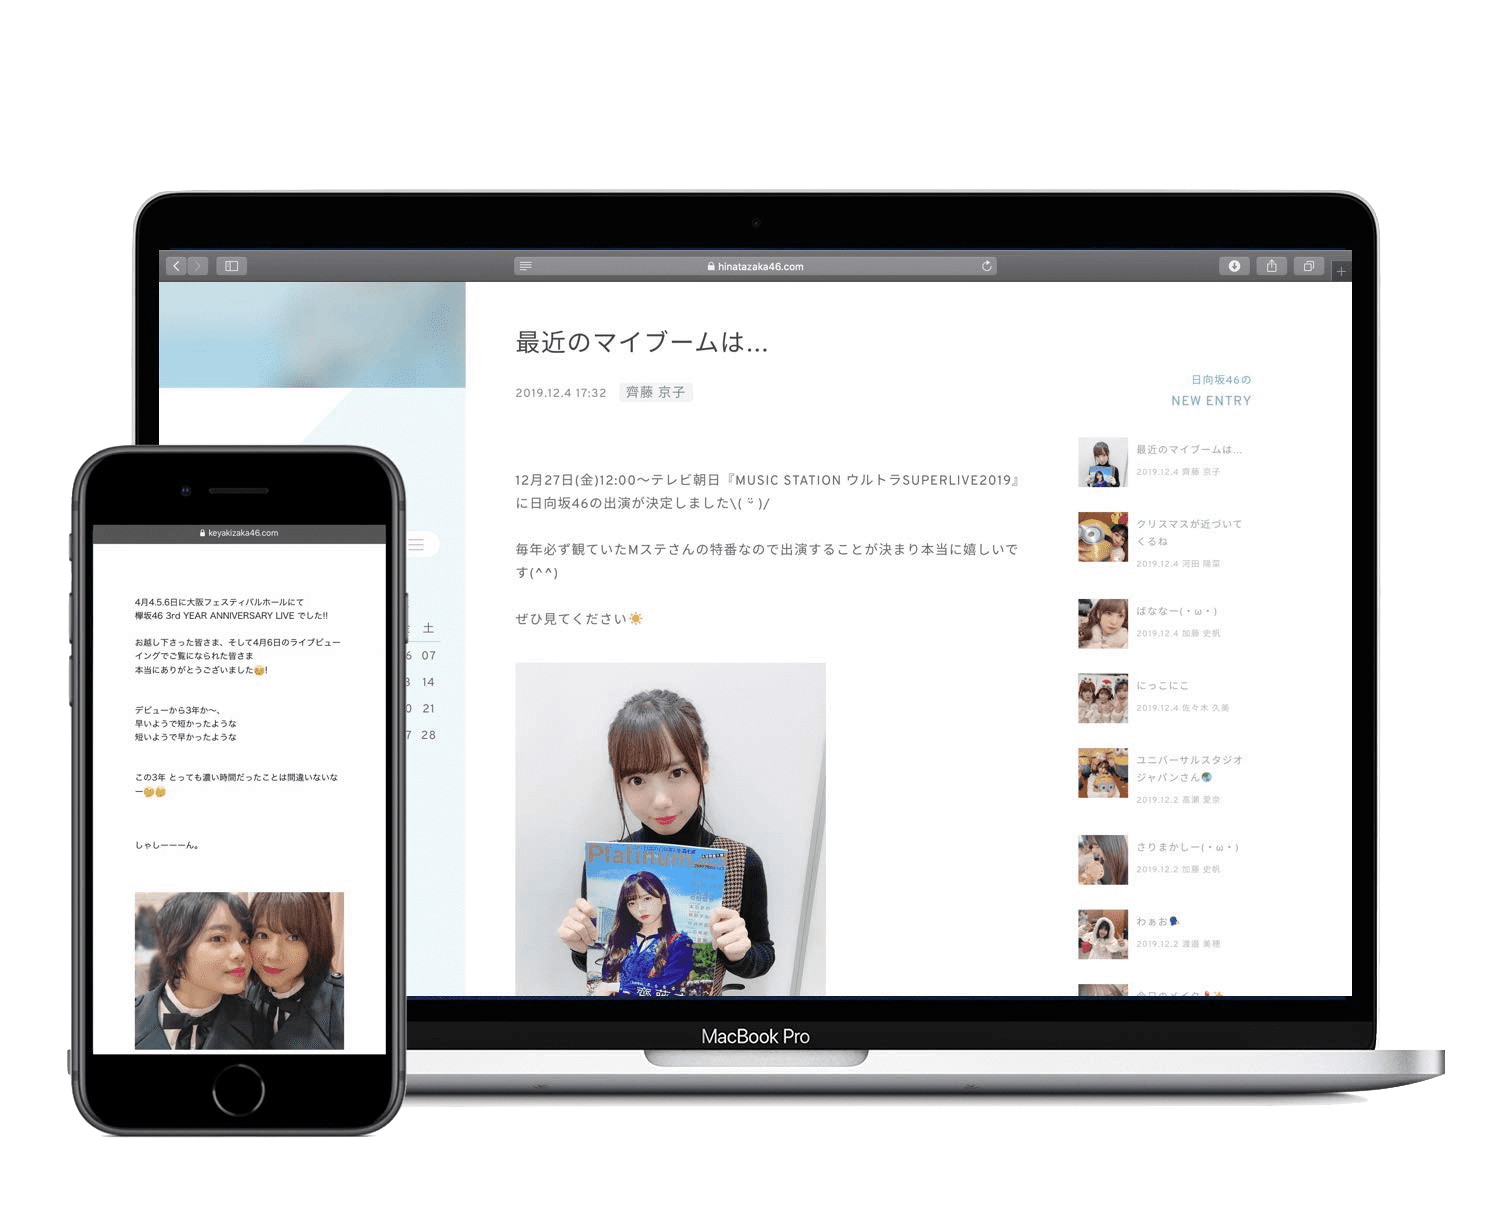 hinatazaka46.com
最近のマイブームは…
2019.12.4 17:32 齊藤 京子
12月27日(金)12:00〜テレビ朝日『MUSIC STATION ウルトラSUPERLIVE2019』
に日向坂46の出演が決定しました\( ¨̮ )/
毎年必ず観ていたMステさんの特番なので出演することが決まり本当に嬉しいで
す(^^)
ぜひ見てください☀️
Platinum
日向坂46の
NEW ENTRY
最近のマイブームは…
2019.12.4 齊藤 京子
クリスマスが近づいて
くるね
2019.12.4 河田 陽菜
ばななー(・ω・)
2019.12.4 加藤 史帆
にっこにこ
2019.12.4 佐々木 久美
ユニバーサルスタジオ
ジャパンさん🌏
2019.12.2 高瀬 愛奈
さりまかしー(・ω・)
2019.12.2 加藤 史帆
わぁお🗣
2019.12.2 渡邉 美穂
今日のメイク💄✨
土
6 07
14
0 21
7 28
keyakizaka46.com
4月4.5.6日に大阪フェスティバルホールにて
欅坂46 3rd YEAR ANNIVERSARY LIVE でした!!
お越し下さった皆さま、そして4月6日のライブビュー
イングでご覧になられた皆さま
本当にありがとうございました🥺!
デビューから3年か〜、
早いようで短かったような
短いようで早かったような
この3年 とっても濃い時間だったことは間違いないな
ー🤔🤔
しゃしーーーん。
MacBook Pro